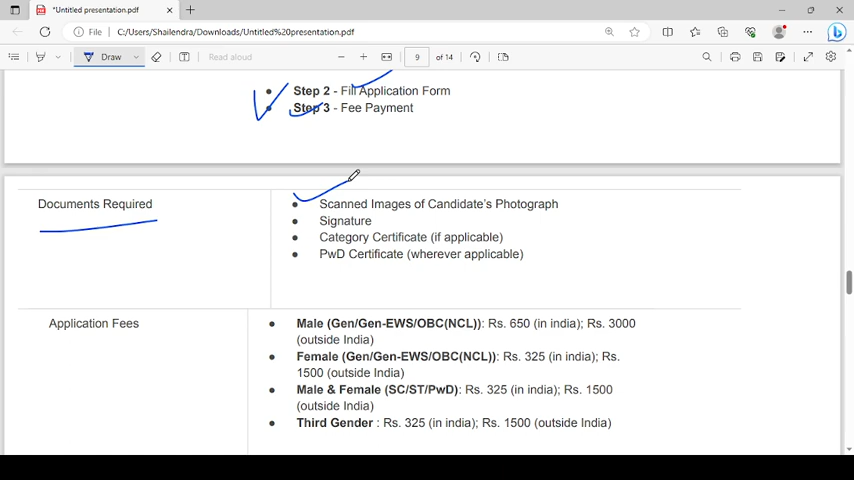 *Untitled presentation.pdf
File
C:/Users/Shailendra/Downloads/Untitled%20presentation.pdf
Draw
Read aloud
9 of 14
Step 2 - Fill Application Form
Step 3 - Fee Payment
Documents Required
Scanned Images of Candidate's Photograph
Signature
Category Certificate (if applicable)
PwD Certificate (wherever applicable)
Application Fees
Male (Gen/Gen-EWS/OBC(NCL)): Rs. 650 (in india); Rs. 3000
(outside India)
Female (Gen/Gen-EWS/OBC(NCL)): Rs. 325 (in india); Rs.
1500 (outside India)
Male & Female (SC/ST/PwD): Rs. 325 (in india); Rs. 1500
(outside India)
Third Gender : Rs. 325 (in india); Rs. 1500 (outside India)